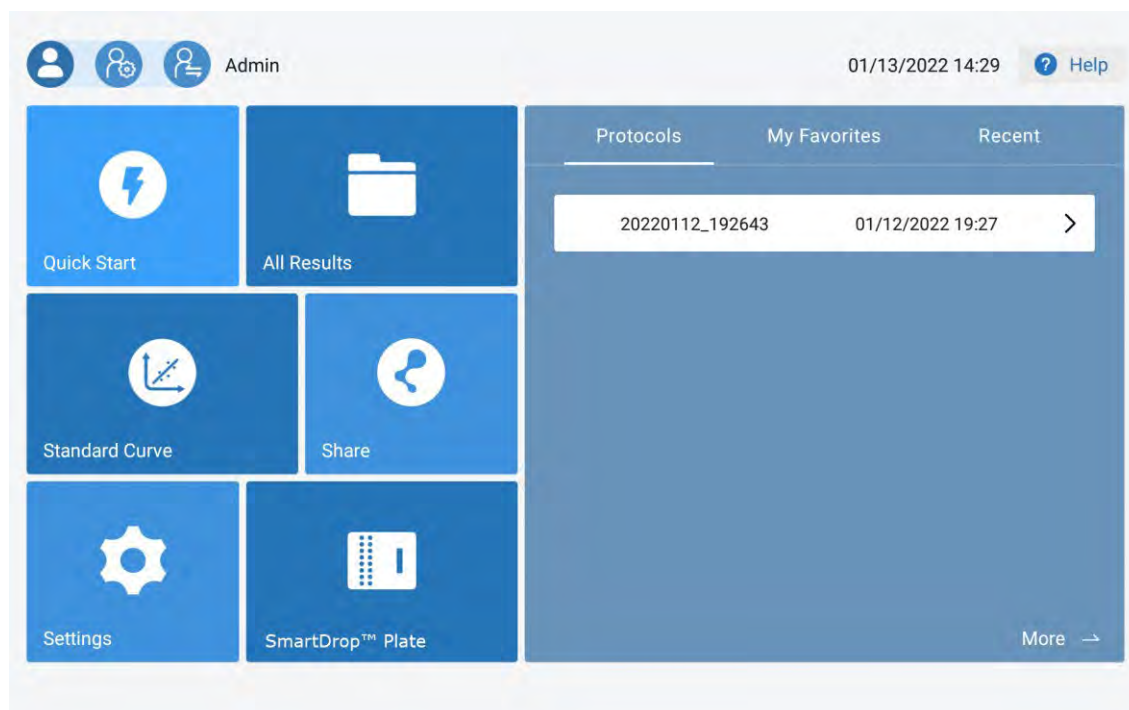 Admin
01/13/2022 14:29
Help
Quick Start
All Results
Standard Curve
Share
Settings
SmartDrop™ Plate
Protocols
My Favorites
Recent
20220112_192643
01/12/2022 19:27
More